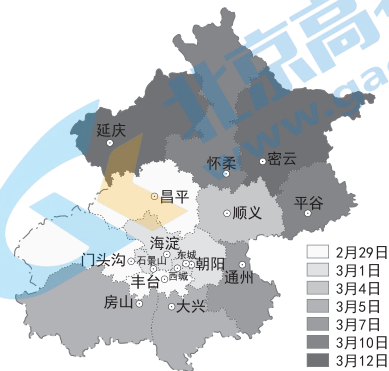 北京高
www.ga
延庆
怀柔
密云
昌平
平谷
顺义
海淀
门头沟
石景山
东城
朝阳
西城
丰台
通州
房山
大兴
2月29日
3月1日
3月4日
3月5日
3月7日
3月10日
3月12日